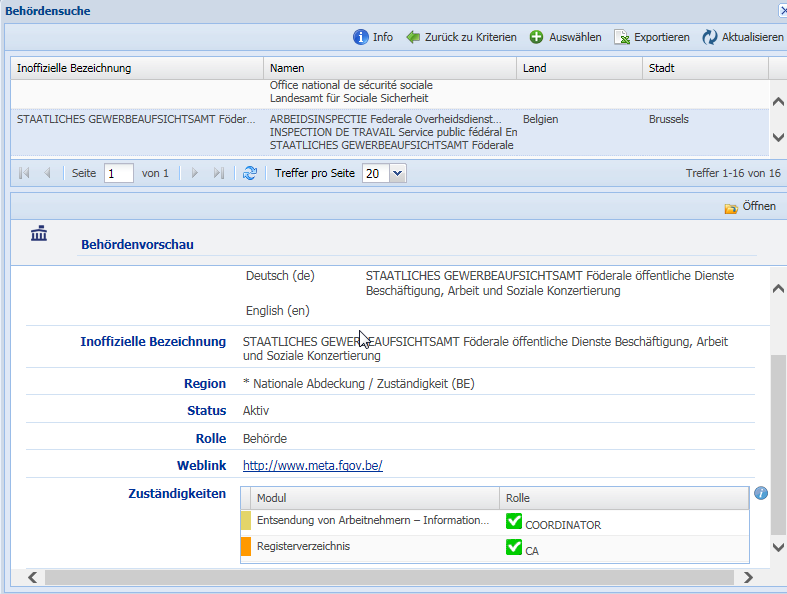 Behördensuche
Info Zurück zu Kriterien Auswählen Exportieren Aktualisieren
Inoffizielle Bezeichnung Namen Land Stadt
Office national de sécurité sociale
Landesamt für Soziale Sicherheit
STAATLICHES GEWERBEAUFSICHTSAMT Föder... ARBEIDSINSPECTIE Federale Overheidsdienst... Belgien Brussels
INSPECTION DE TRAVAIL Service public fédéral En
STAATLICHES GEWERBEAUFSICHTSAMT Föderale
Seite 1 von 1 Treffer pro Seite 20 Treffer 1-16 von 16
Öffnen
Behördenvorschau
Deutsch (de) STAATLICHES GEWERBEAUFSICHTSAMT Föderale öffentliche Dienste
Beschäftigung, Arbeit und Soziale Konzertierung
English (en)
Inoffizielle Bezeichnung STAATLICHES GEWERBEAUFSICHTSAMT Föderale öffentliche Dienste Beschäftigung, Arbeit
und Soziale Konzertierung
Region * Nationale Abdeckung / Zuständigkeit (BE)
Status Aktiv
Rolle Behörde
Weblink http://www.meta.fgov.be/
Zuständigkeiten Modul Rolle
Entsendung von Arbeitnehmern – Information... COORDINATOR
Registerverzeichnis CA